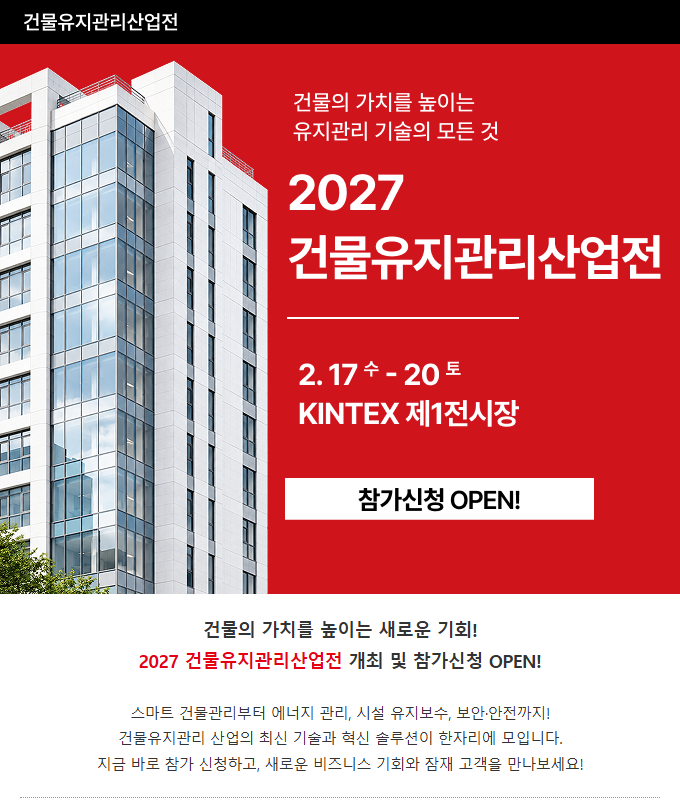 건물유지관리산업전
건물의 가치를 높이는
유지관리 기술의 모든 것
2027
건물유지관리산업전
2. 17 수 - 20 토
KINTEX 제1전시장
참가신청 OPEN!
건물의 가치를 높이는 새로운 기회!
2027 건물유지관리산업전 개최 및 참가신청 OPEN!
스마트 건물관리부터 에너지 관리, 시설 유지보수, 보안·안전까지!
건물유지관리 산업의 최신 기술과 혁신 솔루션이 한자리에 모입니다.
지금 바로 참가 신청하고, 새로운 비즈니스 기회와 잠재 고객을 만나보세요!